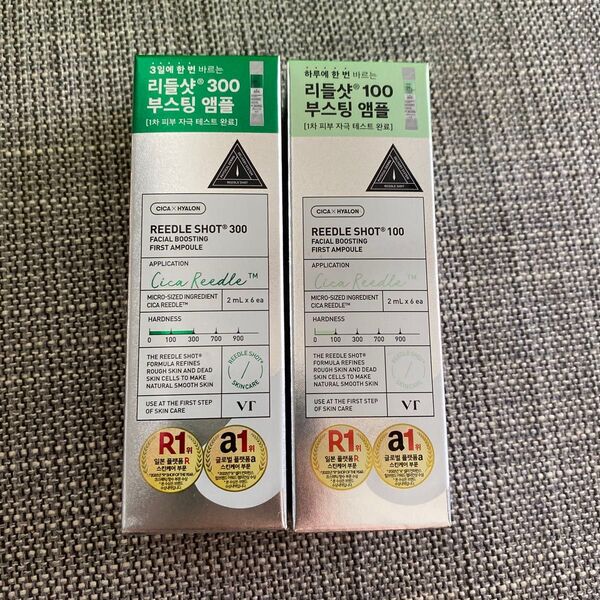 3일에 한 번 바르는
리들샷® 300
부스팅 앰플
[1차 피부 자극 테스트 완료]
REEDLE SHOT
CICA × HYALON
REEDLE SHOT® 300
FACIAL BOOSTING
FIRST AMPOULE
APPLICATION
Cica Reedle™
MICRO-SIZED INGREDIENT
CICA REEDLE™
2 mL x 6 ea
HARDNESS
0 100 300 700 900
THE REEDLE SHOT®
FORMULA REFINES
ROUGH SKIN AND DEAD
SKIN CELLS TO MAKE
NATURAL SMOOTH SKIN
REEDLE SHOT®
SKINCARE
USE AT THE FIRST STEP
OF SKIN CARE
VT
R1위
일본 플랫폼 R
스킨케어 부문
a1위
글로벌 플랫폼 a
스킨케어 부문
하루에 한 번 바르는
리들샷® 100
부스팅 앰플
[1차 피부 자극 테스트 완료]
REEDLE SHOT
CICA × HYALON
REEDLE SHOT® 100
FACIAL BOOSTING
FIRST AMPOULE
APPLICATION
Cica Reedle™
MICRO-SIZED INGREDIENT
CICA REEDLE™
2 mL x 6 ea
HARDNESS
0 100 300 700 900
THE REEDLE SHOT®
FORMULA REFINES
ROUGH SKIN AND DEAD
SKIN CELLS TO MAKE
NATURAL SMOOTH SKIN
REEDLE SHOT®
SKINCARE
USE AT THE FIRST STEP
OF SKIN CARE
VT
R1위
일본 플랫폼 R
스킨케어 부문
a1위
글로벌 플랫폼 a
스킨케어 부문